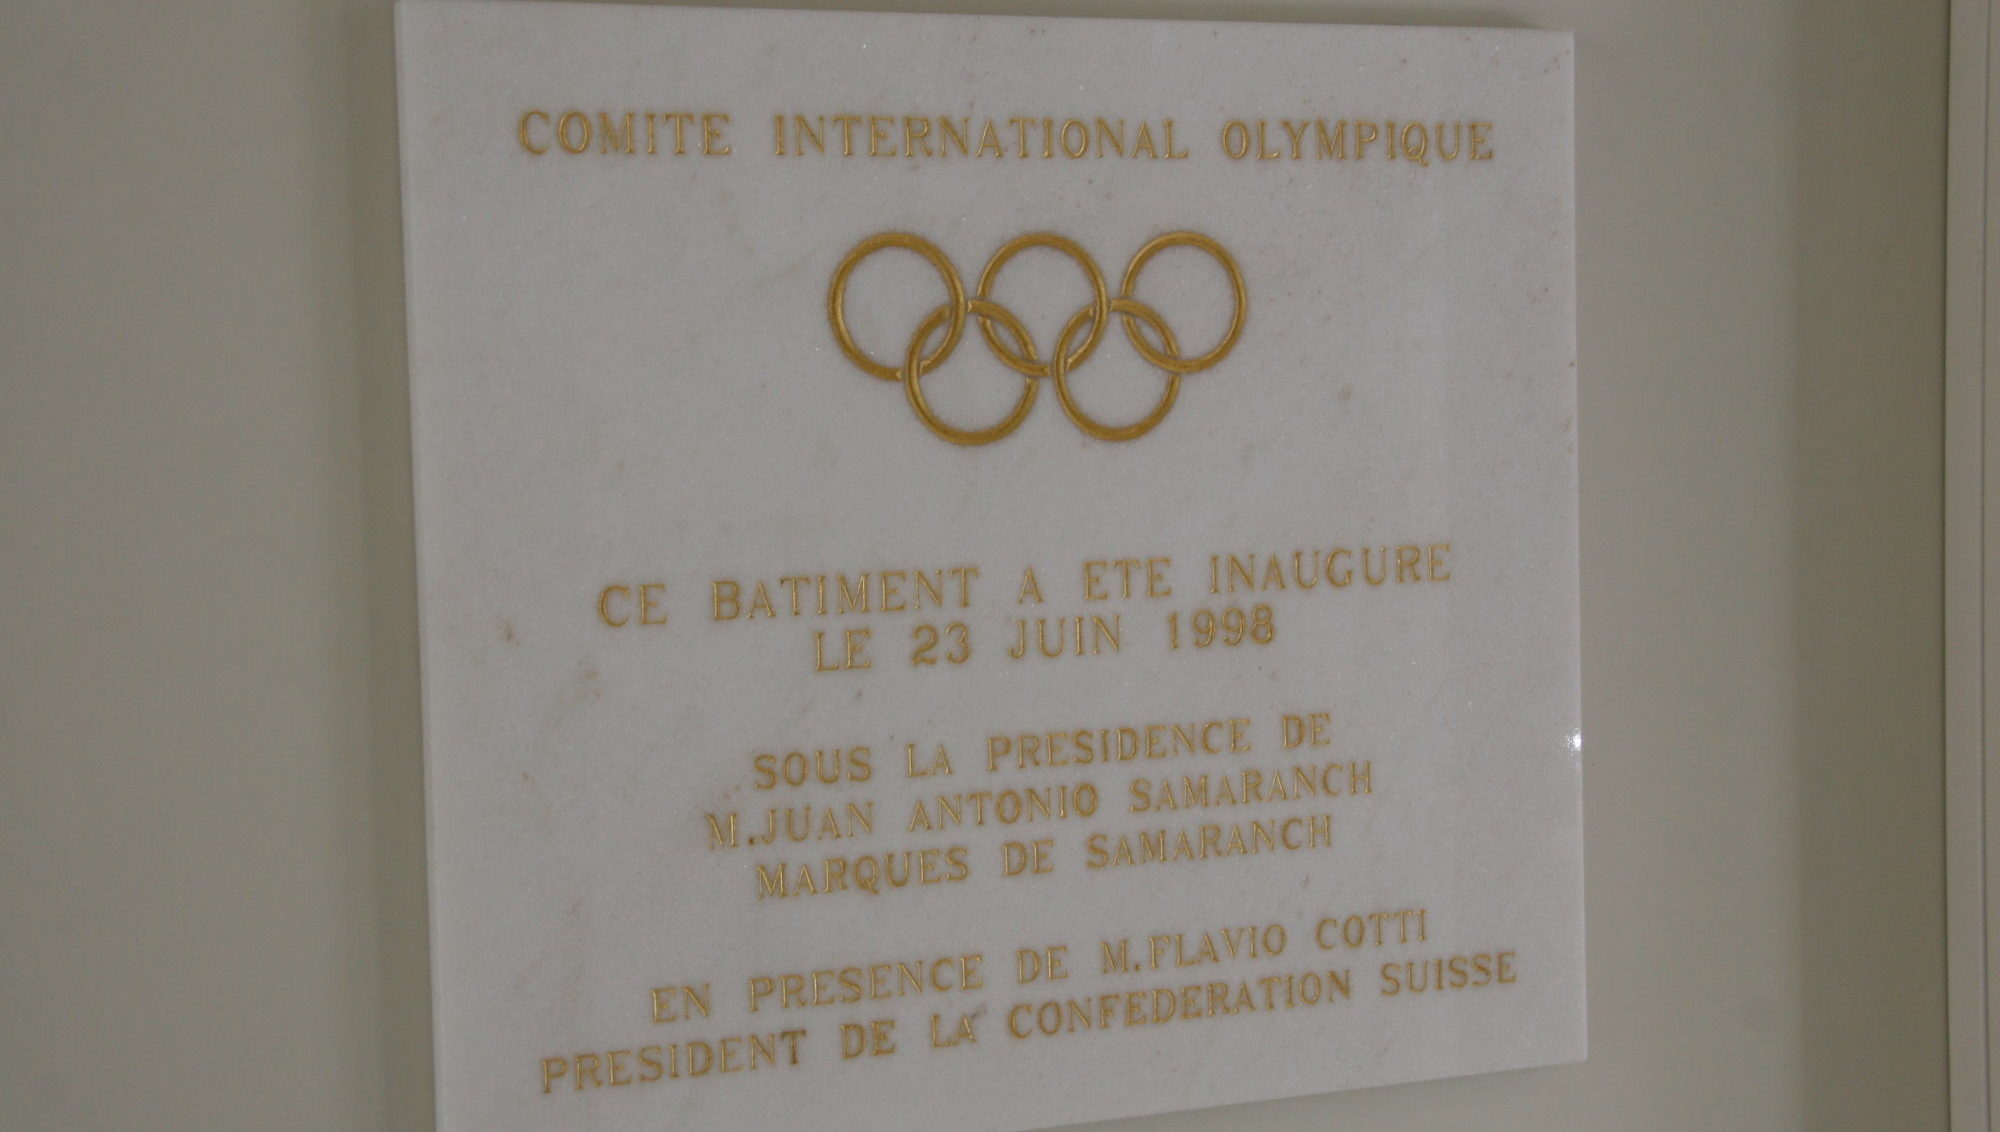 COMITE INTERNATIONAL OLYMPIQUE
CE BATIMENT A ETE INAUGURE
LE 23 JUIN 1998
SOUS LA PRESIDENCE DE
M.JUAN ANTONIO SAMARANCH
MARQUES DE SAMARANCH
EN PRESENCE DE M.FLAVIO COTTI
PRESIDENT DE LA CONFEDERATION SUISSE